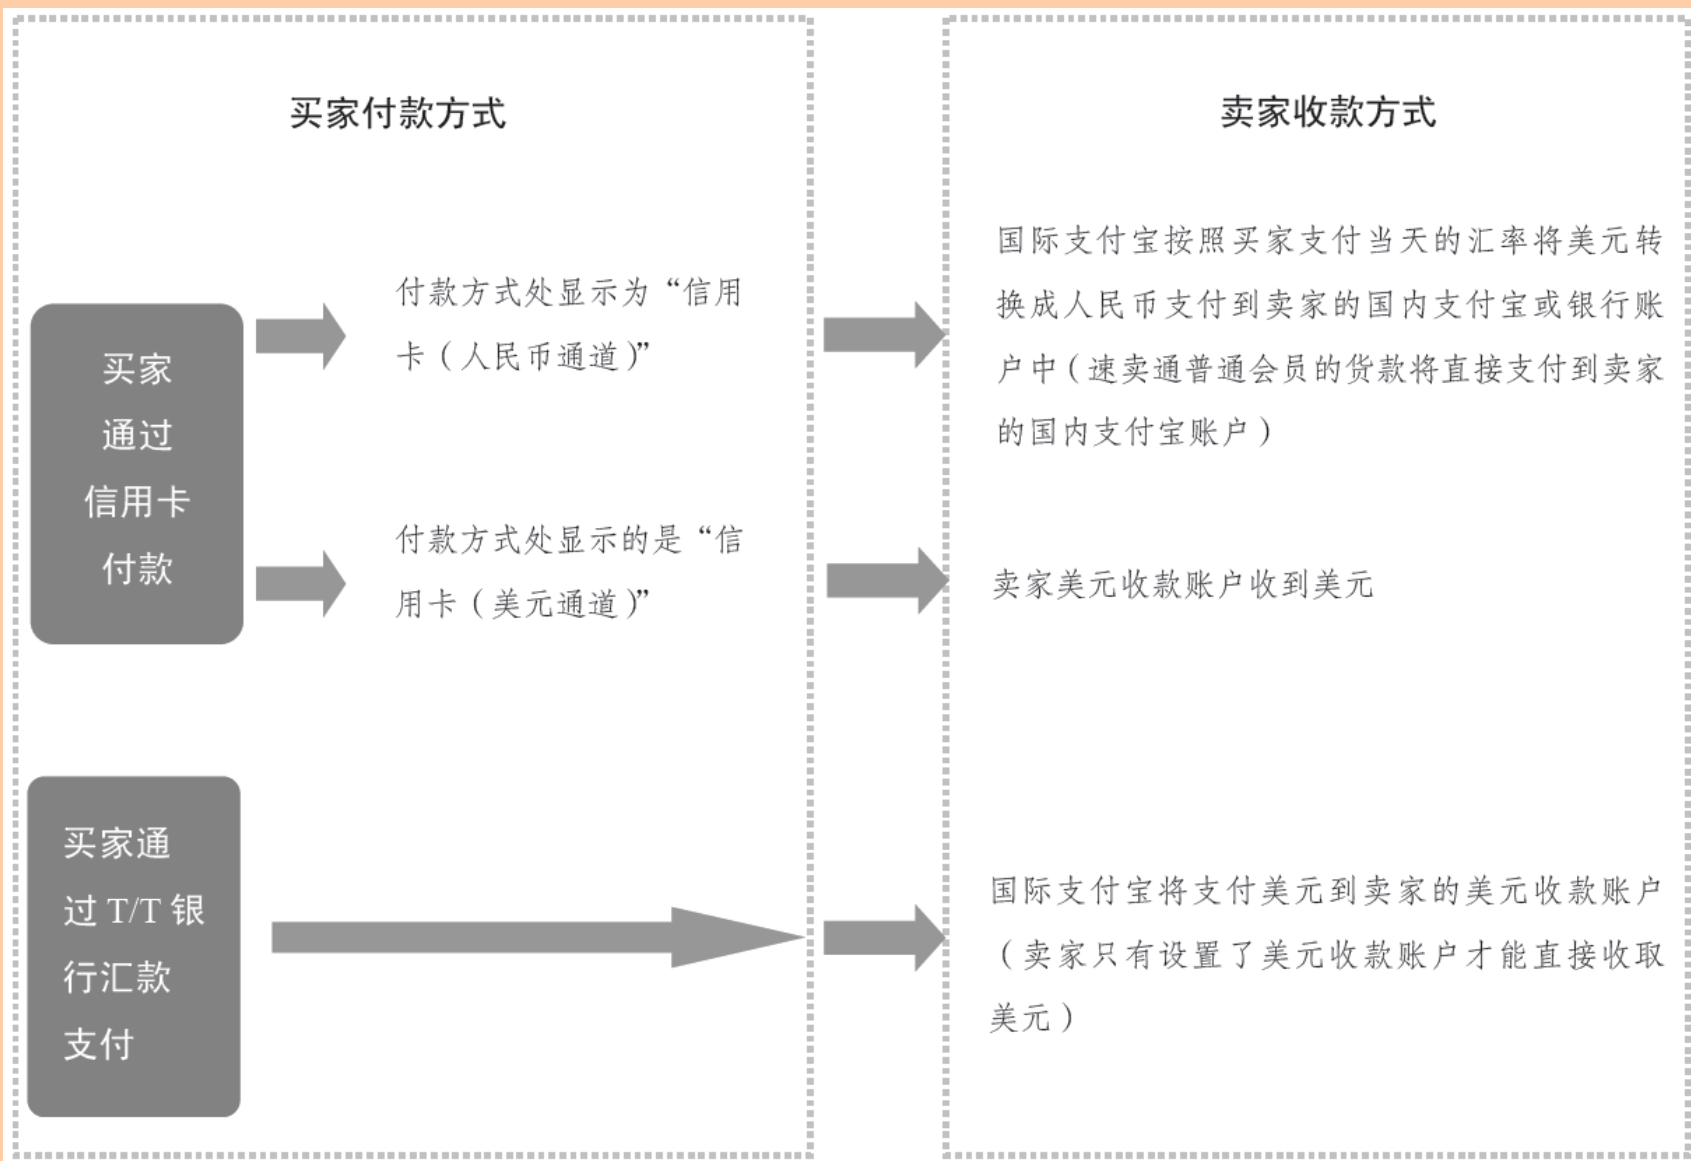 买家付款方式
卖家收款方式
买家
通过
信用卡
付款
付款方式处显示为“信用
卡（人民币通道）”
国际支付宝按照买家支付当天的汇率将美元转
换成人民币支付到卖家的国内支付宝或银行账
户中（速卖通普通会员的货款将直接支付到卖家
的国内支付宝账户）
付款方式处显示的是“信
用卡（美元通道）”
卖家美元收款账户收到美元
买家通
过 T/T 银
行汇款
支付
国际支付宝将支付美元到卖家的美元收款账户
（卖家只有设置了美元收款账户才能直接收取
美元）